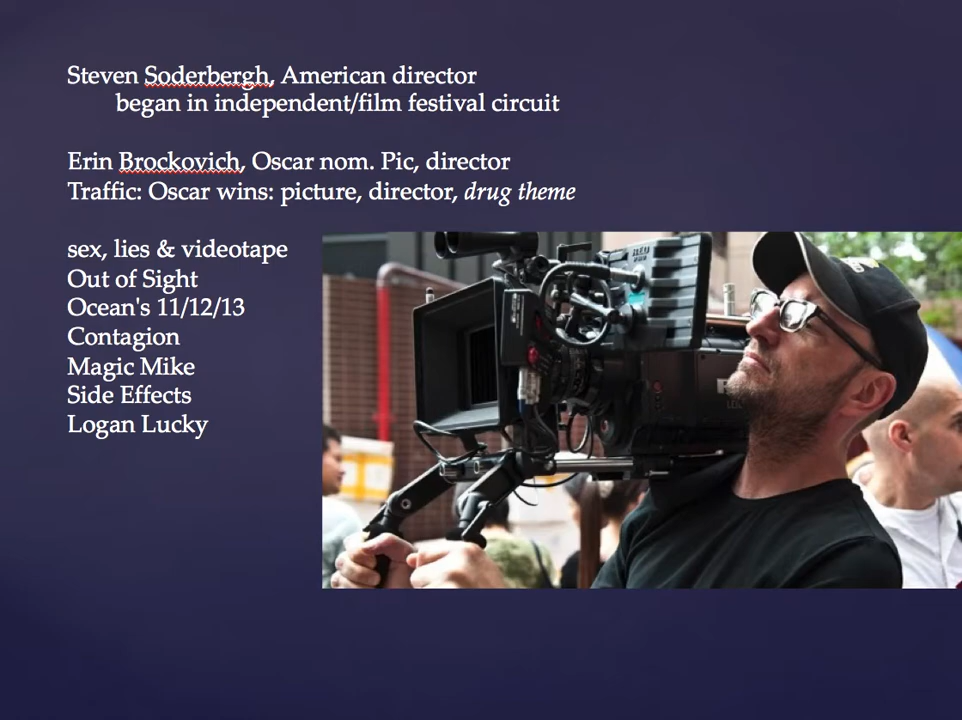 Steven Soderbergh, American director
began in independent/film festival circuit
Erin Brockovich, Oscar nom. Pic, director
Traffic: Oscar wins: picture, director, drug theme
sex, lies & videotape
Out of Sight
Ocean's 11/12/13
Contagion
Magic Mike
Side Effects
Logan Lucky
RED